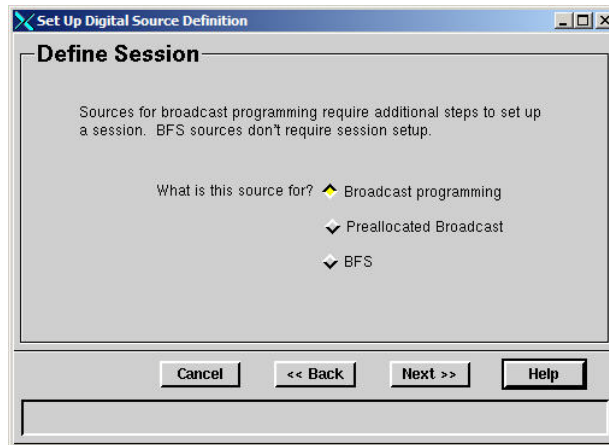 Set Up Digital Source Definition
Define Session
Sources for broadcast programming require additional steps to set up
a session. BFS sources don't require session setup.
What is this source for? Broadcast programming
Preallocated Broadcast
BFS
Cancel << Back Next >> Help